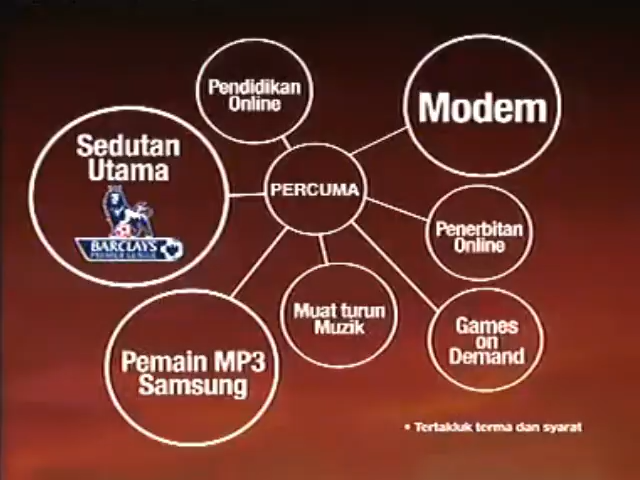 Pendidikan
Online
Modem
Sedutan
Utama
BARCLAYS
PREMIER LEAGUE
PERCUMA
Penerbitan
Online
Muat turun
Muzik
Games
on
Demand
Pemain MP3
Samsung
• Tertakluk terma dan syarat